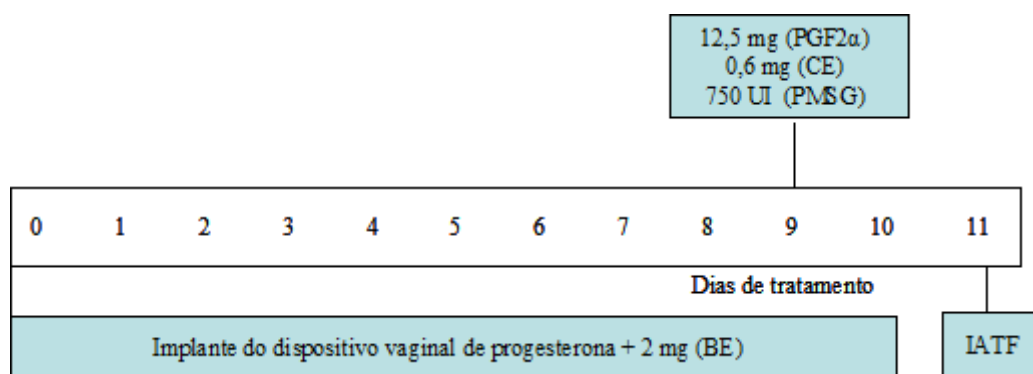 12,5 mg (PGF2α)
0,6 mg (CE)
750 UI (PMSG)
0 1 2 3 4 5 6 7 8 9 10 11
Dias de tratamento
Implante do dispositivo vaginal de progesterona + 2 mg (BE)
IATF